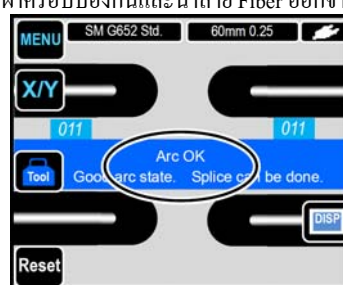 MENU SM G652 Std. 60mm 0.25
X/Y
011 011
Arc OK
Tool Good arc state. Splice can be done.
DISP
Reset